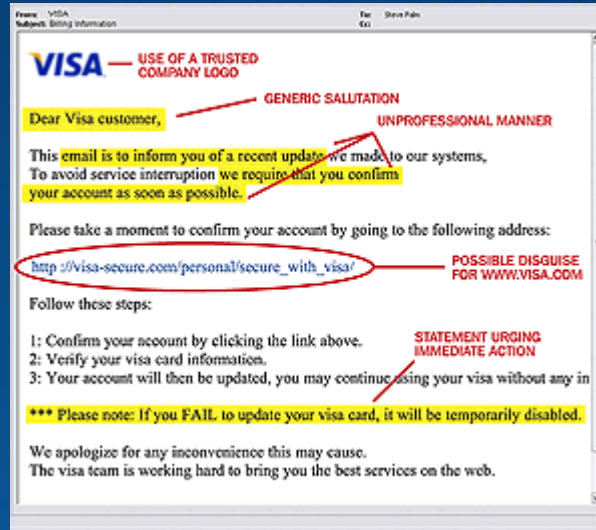 From: VISA To: Steve Palm
Subject: Billing Information Cc:
VISA
USE OF A TRUSTED
COMPANY LOGO
GENERIC SALUTATION
Dear Visa customer,
UNPROFESSIONAL MANNER
This email is to inform you of a recent update we made to our systems,
To avoid service interruption we require that you confirm
your account as soon as possible.
Please take a moment to confirm your account by going to the following address:
http ://visa-secure.com/personal/secure_with_visa/
POSSIBLE DISGUISE
FOR WWW.VISA.COM
Follow these steps:
STATEMENT URGING
IMMEDIATE ACTION
1: Confirm your account by clicking the link above.
2: Verify your visa card information.
3: Your account will then be updated, you may continue using your visa without any in
*** Please note: If you FAIL to update your visa card, it will be temporarily disabled.
We apologize for any inconvenience this may cause.
The visa team is working hard to bring you the best services on the web.